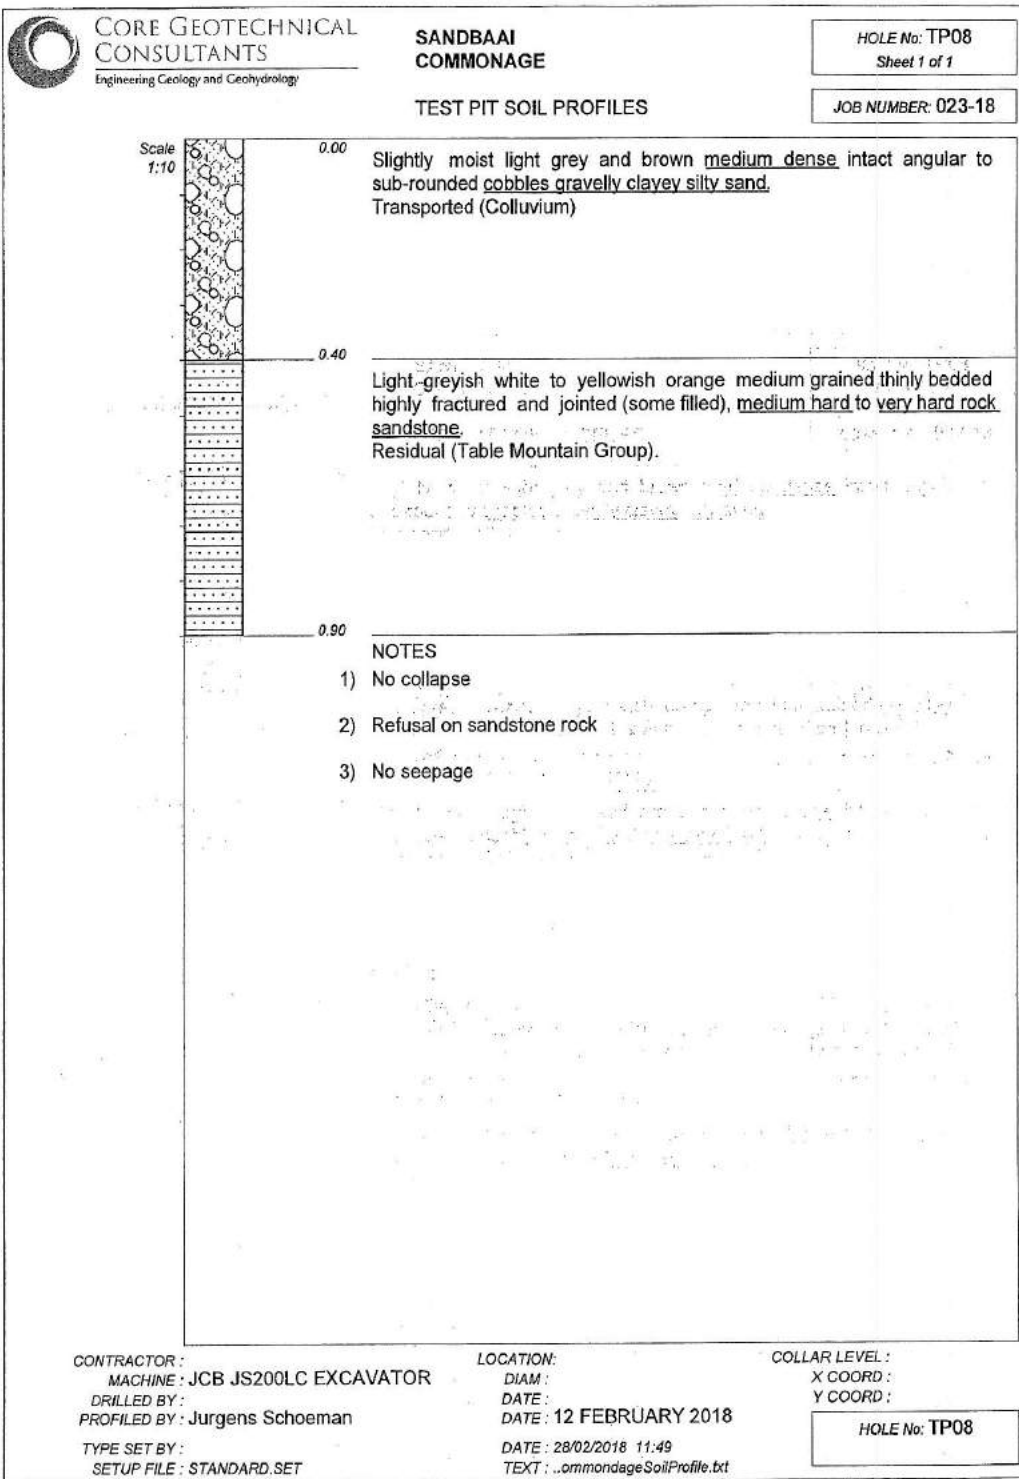 CORE GEOTECHNICAL
CONSULTANTS
Engineering Geology and Geohydrology
SANDBAAI
COMMONAGE
TEST PIT SOIL PROFILES
HOLE No: TP08
Sheet 1 of 1
JOB NUMBER: 023-18
Scale
1:10
0.00
Slightly moist light grey and brown medium dense intact angular to
sub-rounded cobbles gravelly clayey silty sand.
Transported (Colluvium)
0.40
Light-greyish white to yellowish orange medium grained thinly bedded
highly fractured and jointed (some filled), medium hard to very hard rock
sandstone.
Residual (Table Mountain Group).
0.90
NOTES
1) No collapse
2) Refusal on sandstone rock
3) No seepage
CONTRACTOR :
MACHINE : JCB JS200LC EXCAVATOR
DRILLED BY :
PROFILED BY : Jurgens Schoeman
TYPE SET BY :
SETUP FILE : STANDARD.SET
LOCATION:
DIAM :
DATE :
DATE : 12 FEBRUARY 2018
DATE : 28/02/2018 11:49
TEXT : ..ommondageSoilProfile.txt
COLLAR LEVEL :
X COORD :
Y COORD :
HOLE No: TP08